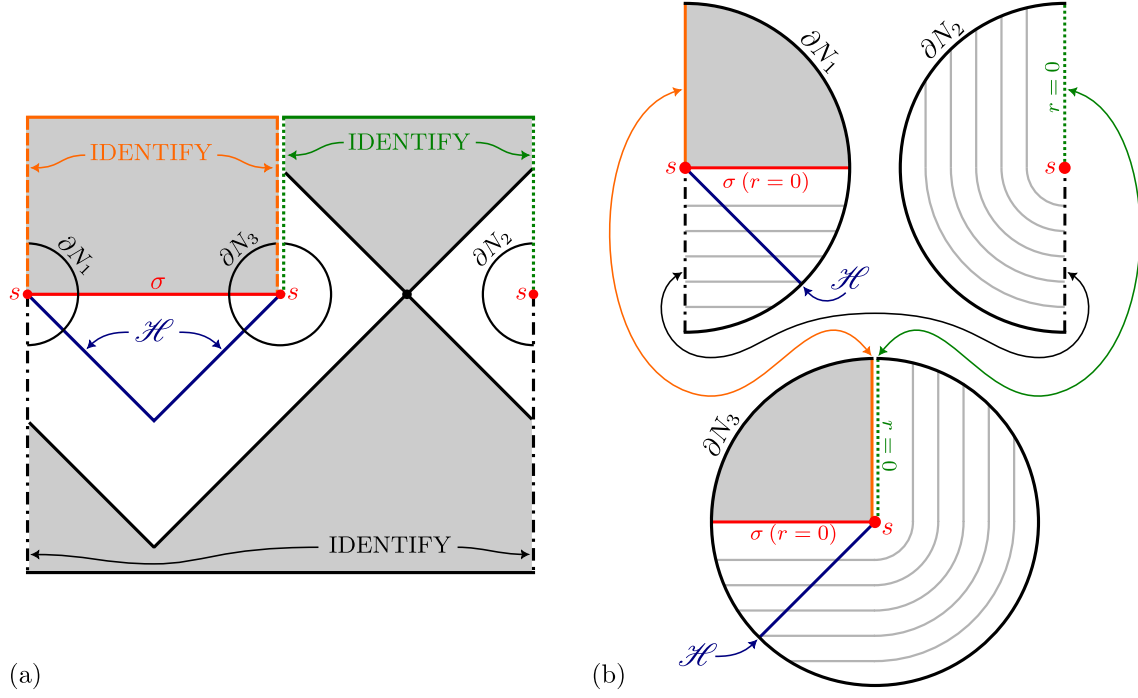 IDENTIFY
IDENTIFY
∂N₁
∂N₃
∂N₂
s
σ
s
s
ℋ
IDENTIFY
(a)
∂N₁
∂N₂
r = 0
s
σ (r = 0)
s
ℋ
∂N₃
r = 0
σ (r = 0)
s
ℋ
(b)